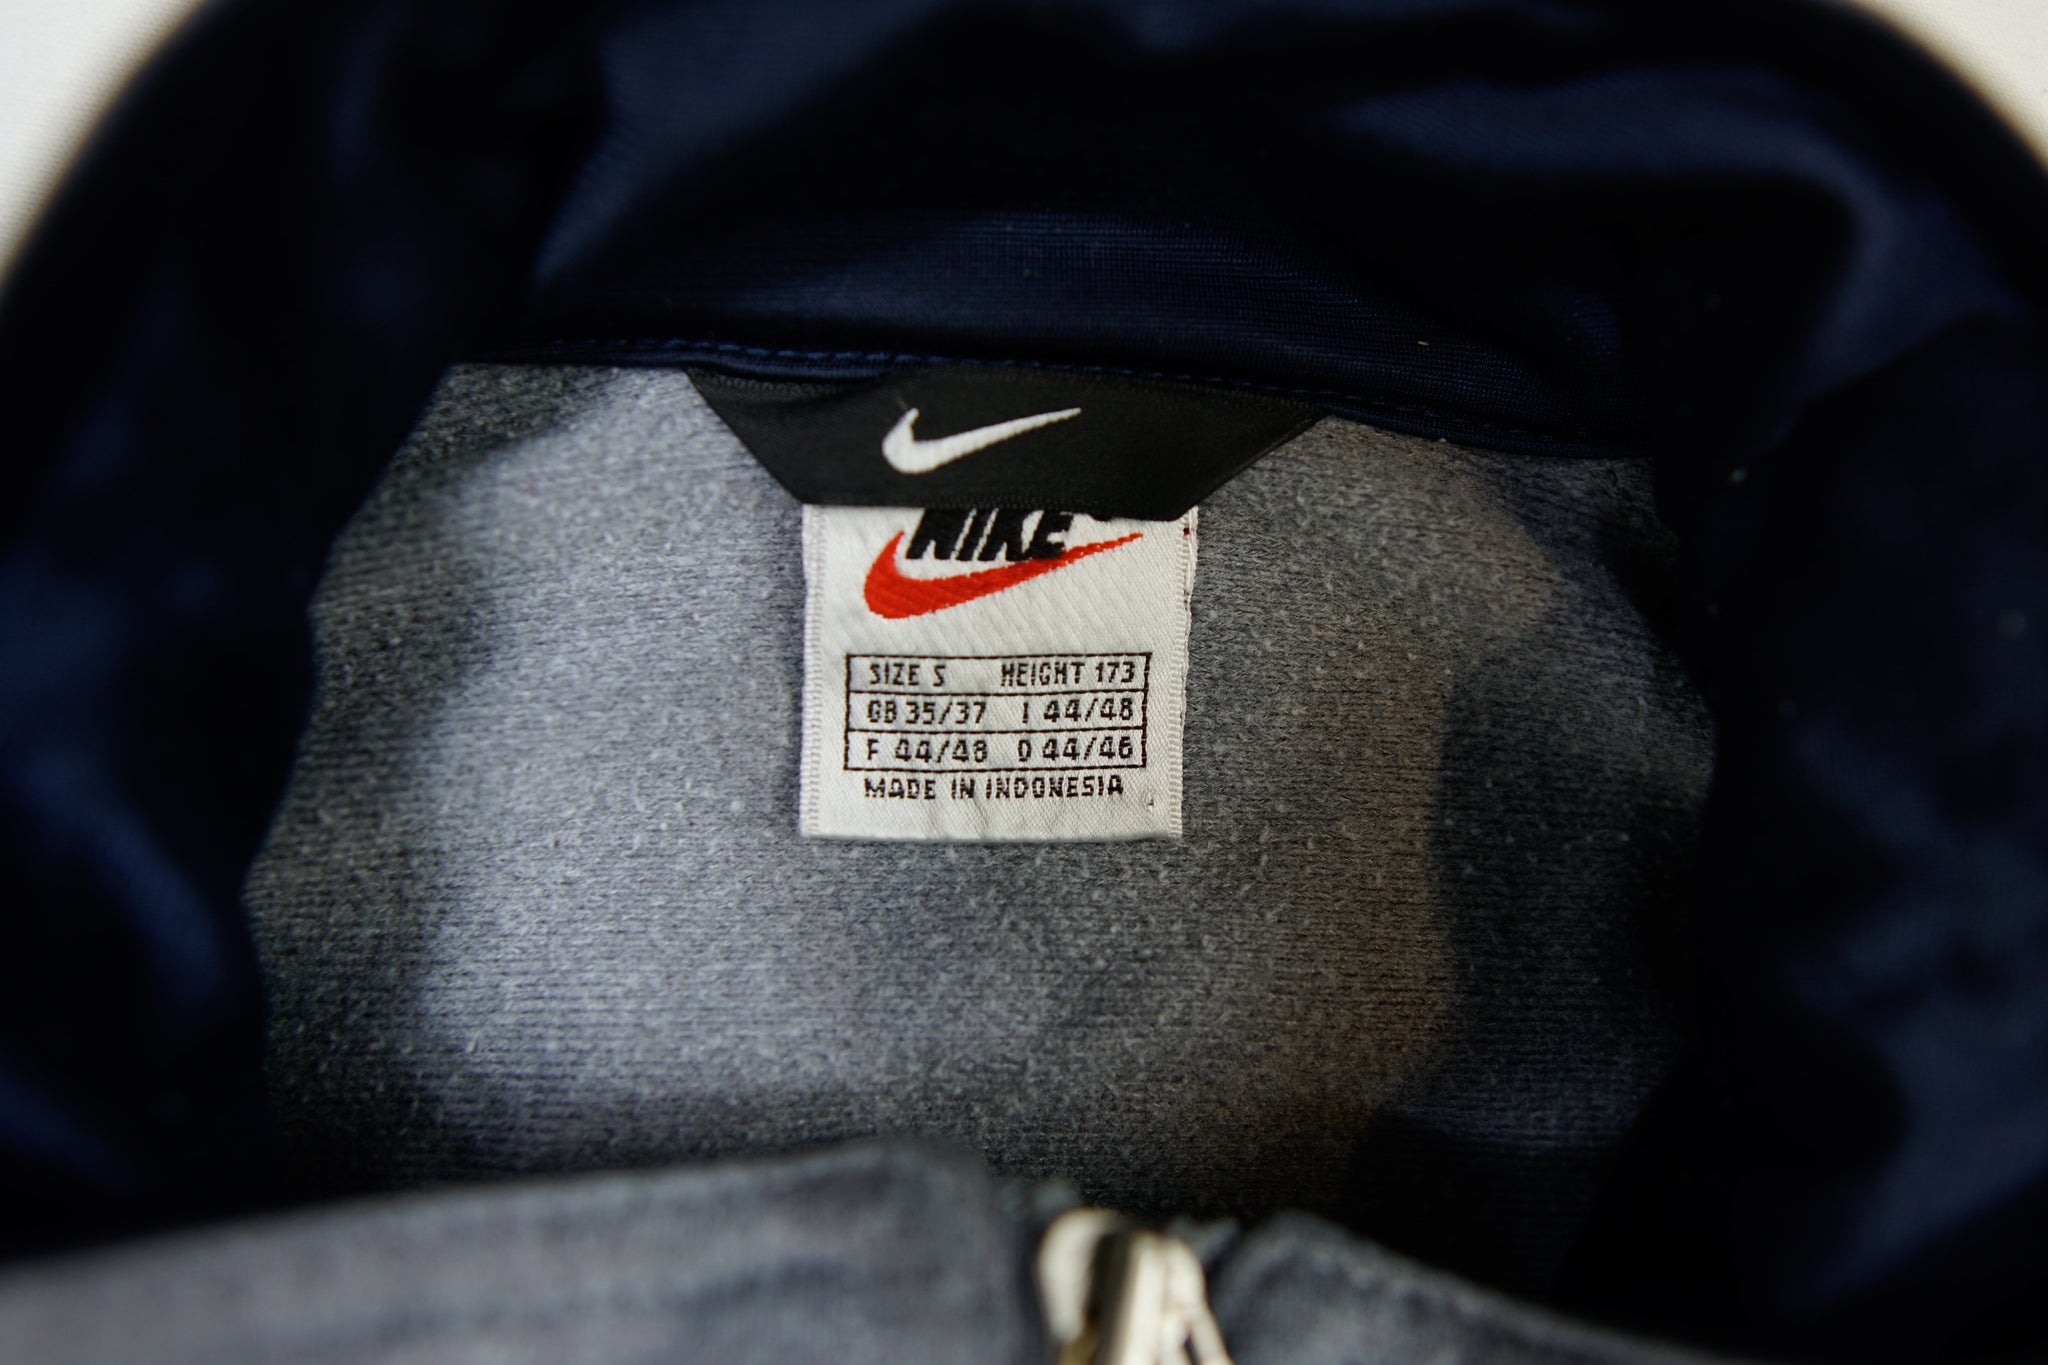 NIKE
SIZE S HEIGHT 173
GB 35/37 I 44/48
F 44/48 D 44/46
MADE IN INDONESIA